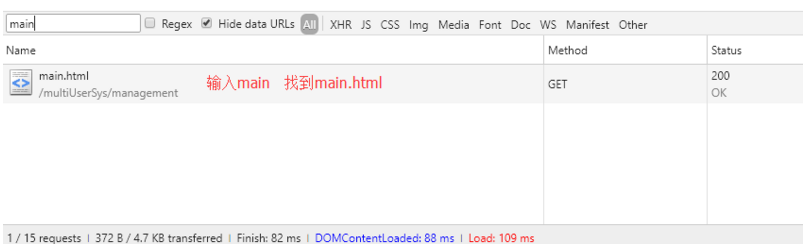 main Regex Hide data URLs All XHR JS CSS Img Media Font Doc WS Manifest Other
Name Method Status
main.html 输入main 找到main.html GET 200
/multiUserSys/management OK
1 / 15 requests | 372 B / 4.7 KB transferred | Finish: 82 ms | DOMContentLoaded: 88 ms | Load: 109 ms